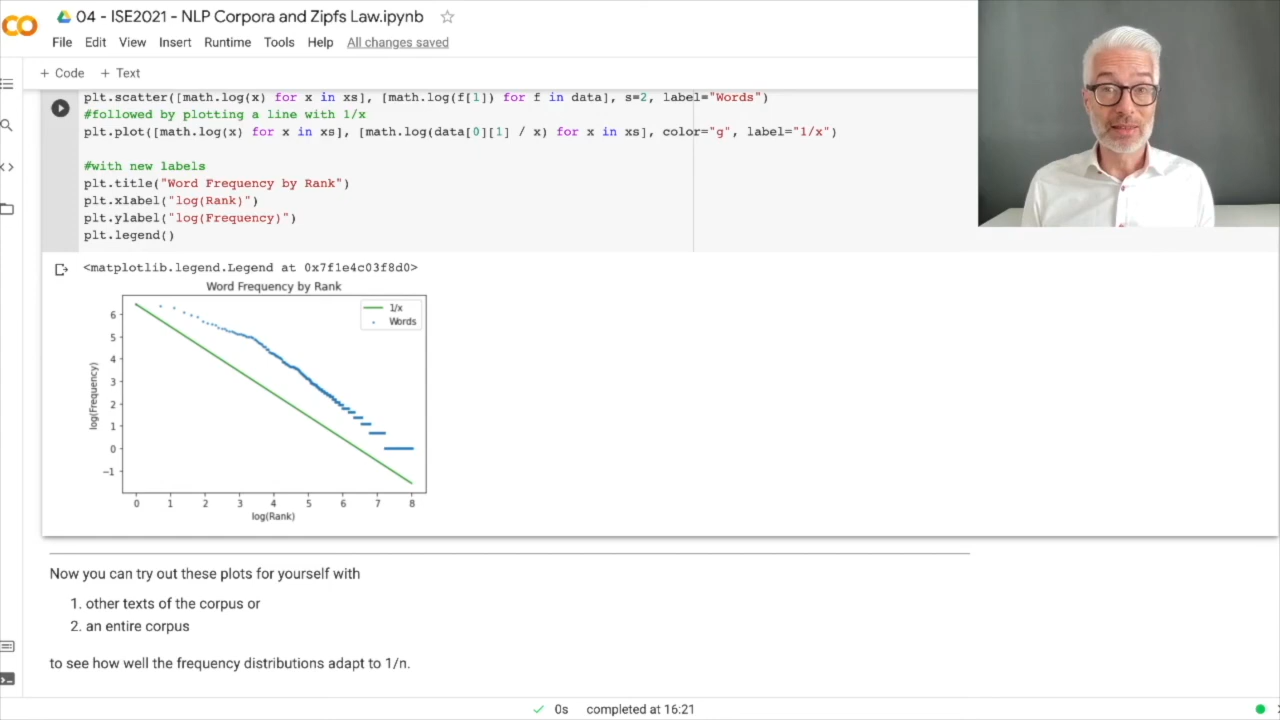 04 - ISE2021 - NLP Corpora and Zipfs Law.ipynb
File Edit View Insert Runtime Tools Help All changes saved
+ Code + Text
plt.scatter([math.log(x) for x in xs], [math.log(f[1]) for f in data], s=2, label="Words")
#followed by plotting a line with 1/x
plt.plot([math.log(x) for x in xs], [math.log(data[0][1] / x) for x in xs], color="g", label="1/x")
#with new labels
plt.title("Word Frequency by Rank")
plt.xlabel("log(Rank)")
plt.ylabel("log(Frequency)")
plt.legend()
<matplotlib.legend.Legend at 0x7f1e4c03f8d0>
Word Frequency by Rank
1/x
Words
6
5
4
3
2
1
0
−1
log(Frequency)
0 1 2 3 4 5 6 7 8
log(Rank)
Now you can try out these plots for yourself with
1. other texts of the corpus or
2. an entire corpus
to see how well the frequency distributions adapt to 1/n.
0s completed at 16:21